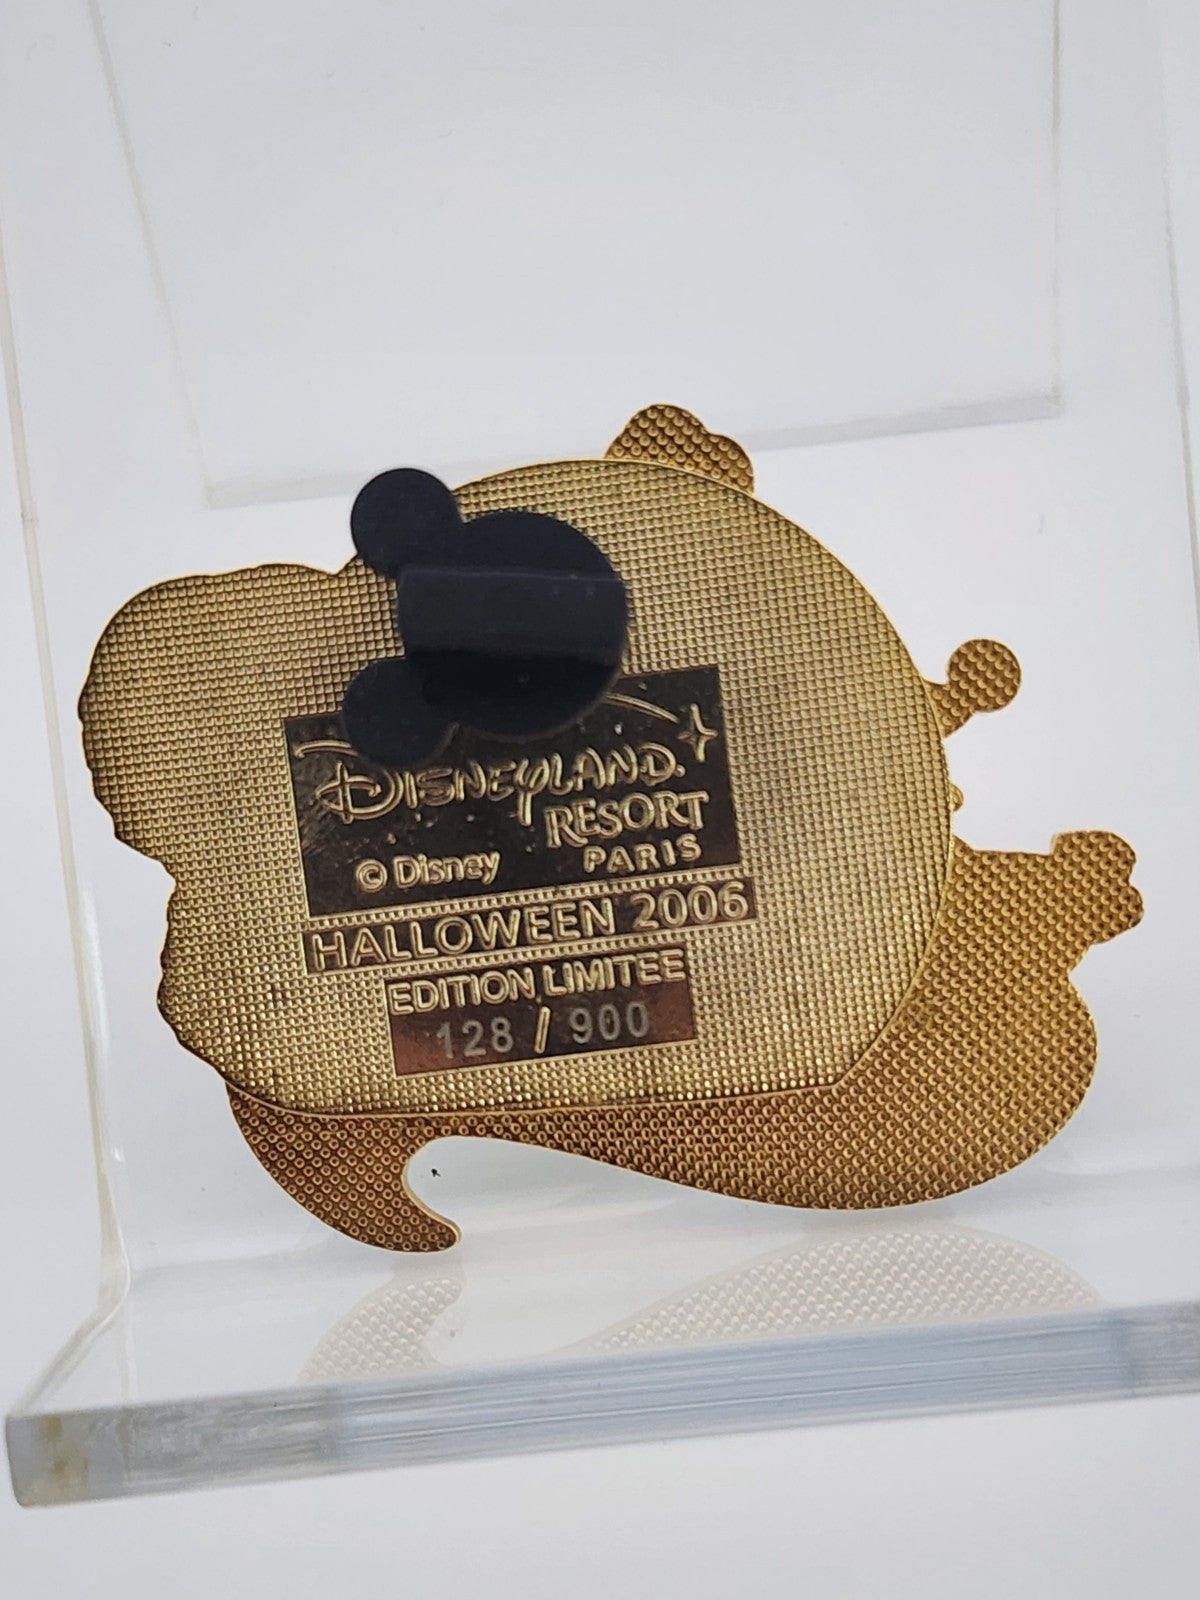 DISNEYLAND
RESORT
PARIS
© Disney
HALLOWEEN 2006
EDITION LIMITEE
128 / 900